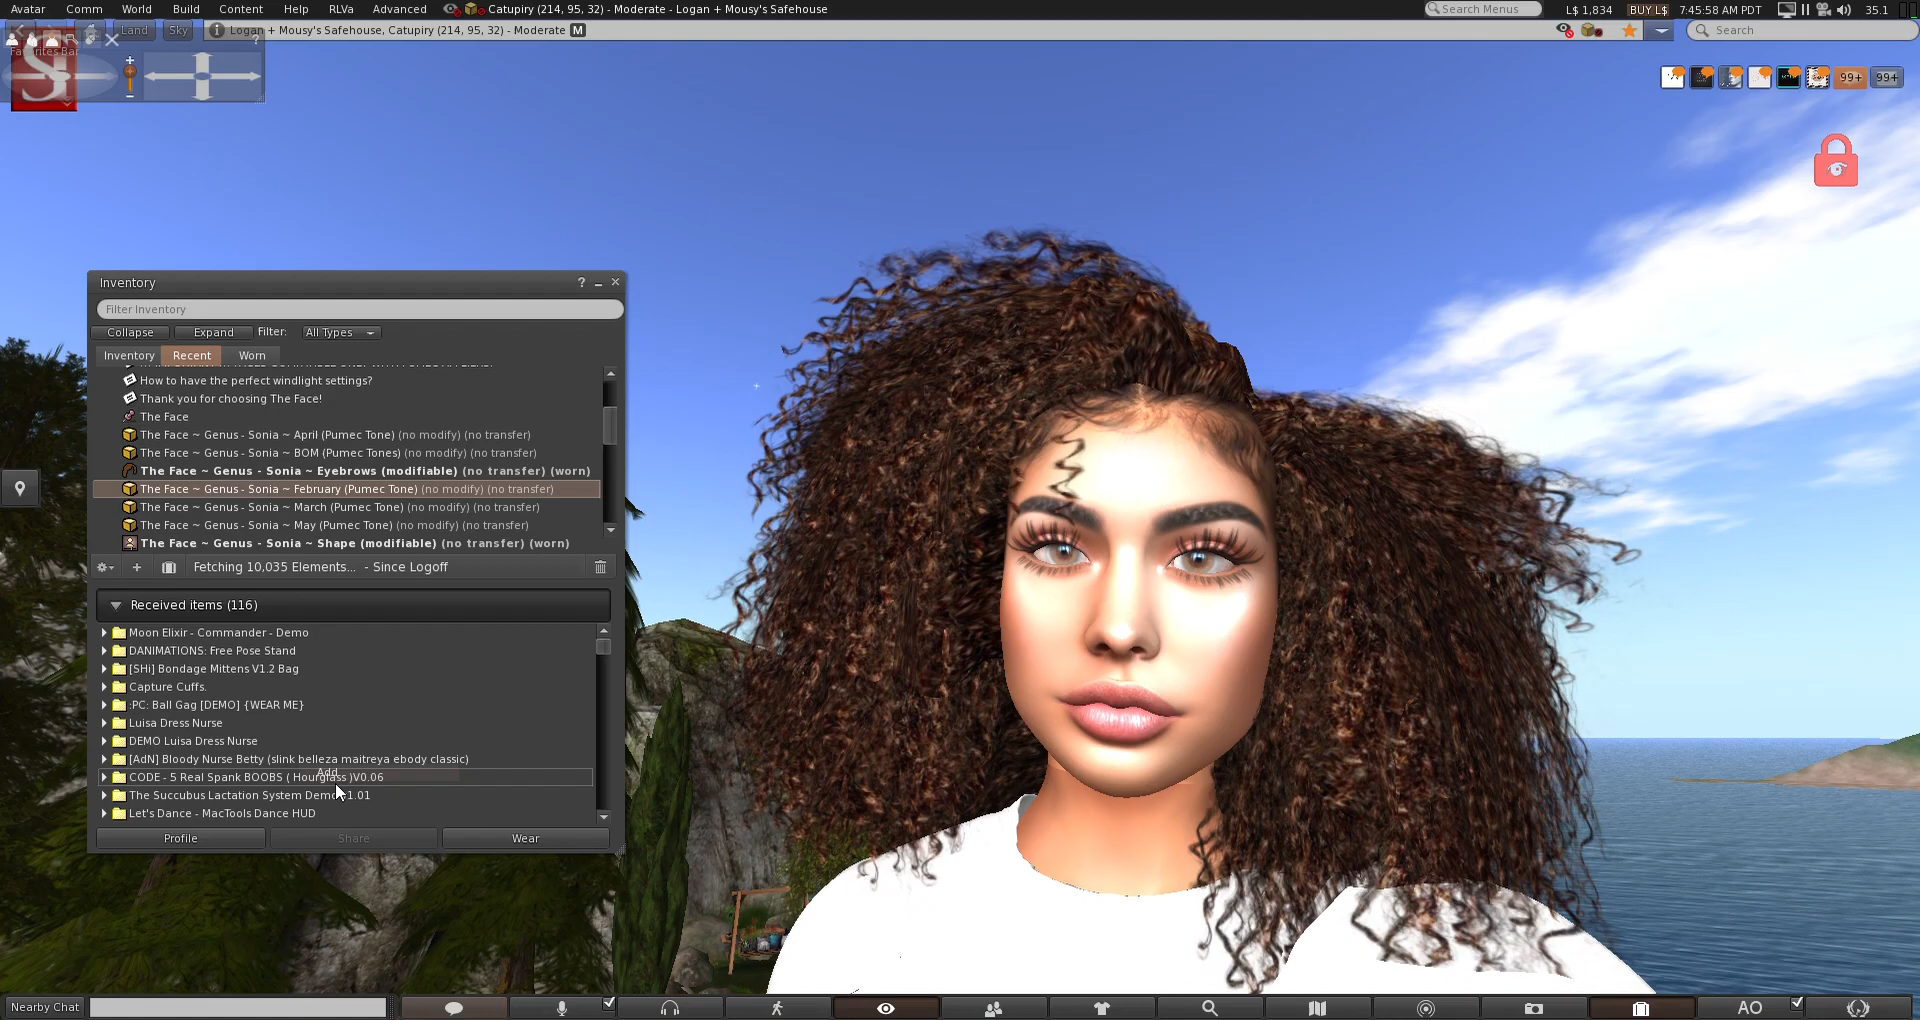 Avatar Comm World Build Content Help RLVa Advanced Catupiry (214, 95, 32) - Moderate - Logan + Mousy's Safehouse Search Menus L$ 1,834 BUY L$ 7:45:58 AM PDT 35.1
Land Sky Logan + Mousy's Safehouse, Catupiry (214, 95, 32) - Moderate M Search
Favorites Bar
99+ 99+
Inventory ?
Filter Inventory
Collapse Expand Filter: All Types
Inventory Recent Worn
How to have the perfect windlight settings?
Thank you for choosing The Face!
The Face
The Face ~ Genus - Sonia ~ April (Pumec Tone) (no modify) (no transfer)
The Face ~ Genus - Sonia ~ BOM (Pumec Tones) (no modify) (no transfer)
The Face ~ Genus - Sonia ~ Eyebrows (modifiable) (no transfer) (worn)
The Face ~ Genus - Sonia ~ February (Pumec Tone) (no modify) (no transfer)
The Face ~ Genus - Sonia ~ March (Pumec Tone) (no modify) (no transfer)
The Face ~ Genus - Sonia ~ May (Pumec Tone) (no modify) (no transfer)
The Face ~ Genus - Sonia ~ Shape (modifiable) (no transfer) (worn)
Fetching 10,035 Elements... - Since Logoff
Received items (116)
Moon Elixir - Commander - Demo
DANIMATIONS: Free Pose Stand
[SHi] Bondage Mittens V1.2 Bag
Capture Cuffs.
:PC: Ball Gag [DEMO] {WEAR ME}
Luisa Dress Nurse
DEMO Luisa Dress Nurse
[AdN] Bloody Nurse Betty (slink belleza maitreya ebody classic)
Add
CODE - 5 Real Spank BOOBS ( Hourglass )V0.06
The Succubus Lactation System Demo 1.01
Let's Dance - MacTools Dance HUD
Profile Share Wear
Nearby Chat AO